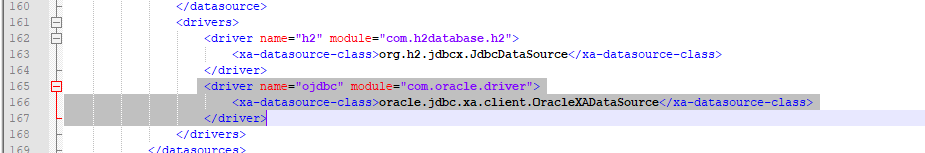 160 </datasource>
161 <drivers>
162 <driver name="h2" module="com.h2database.h2">
163 <xa-datasource-class>org.h2.jdbcx.JdbcDataSource</xa-datasource-class>
164 </driver>
165 <driver name="ojdbc" module="com.oracle.driver">
166 <xa-datasource-class>oracle.jdbc.xa.client.OracleXADataSource</xa-datasource-class>
167 </driver>
168 </drivers>
169 </datasources>